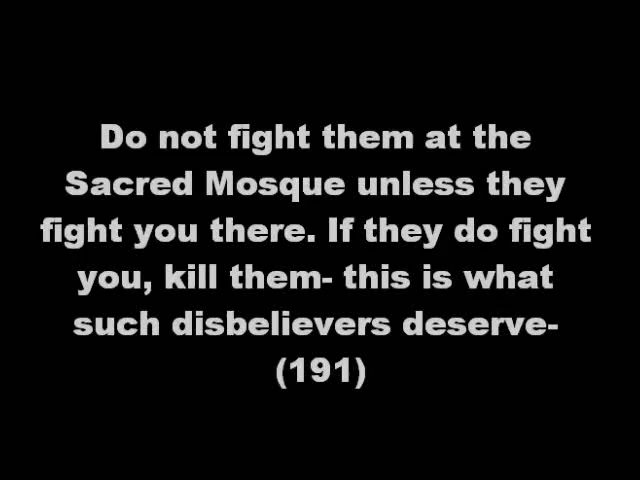 Do not fight them at the
Sacred Mosque unless they
fight you there. If they do fight
you, kill them- this is what
such disbelievers deserve-
(191)